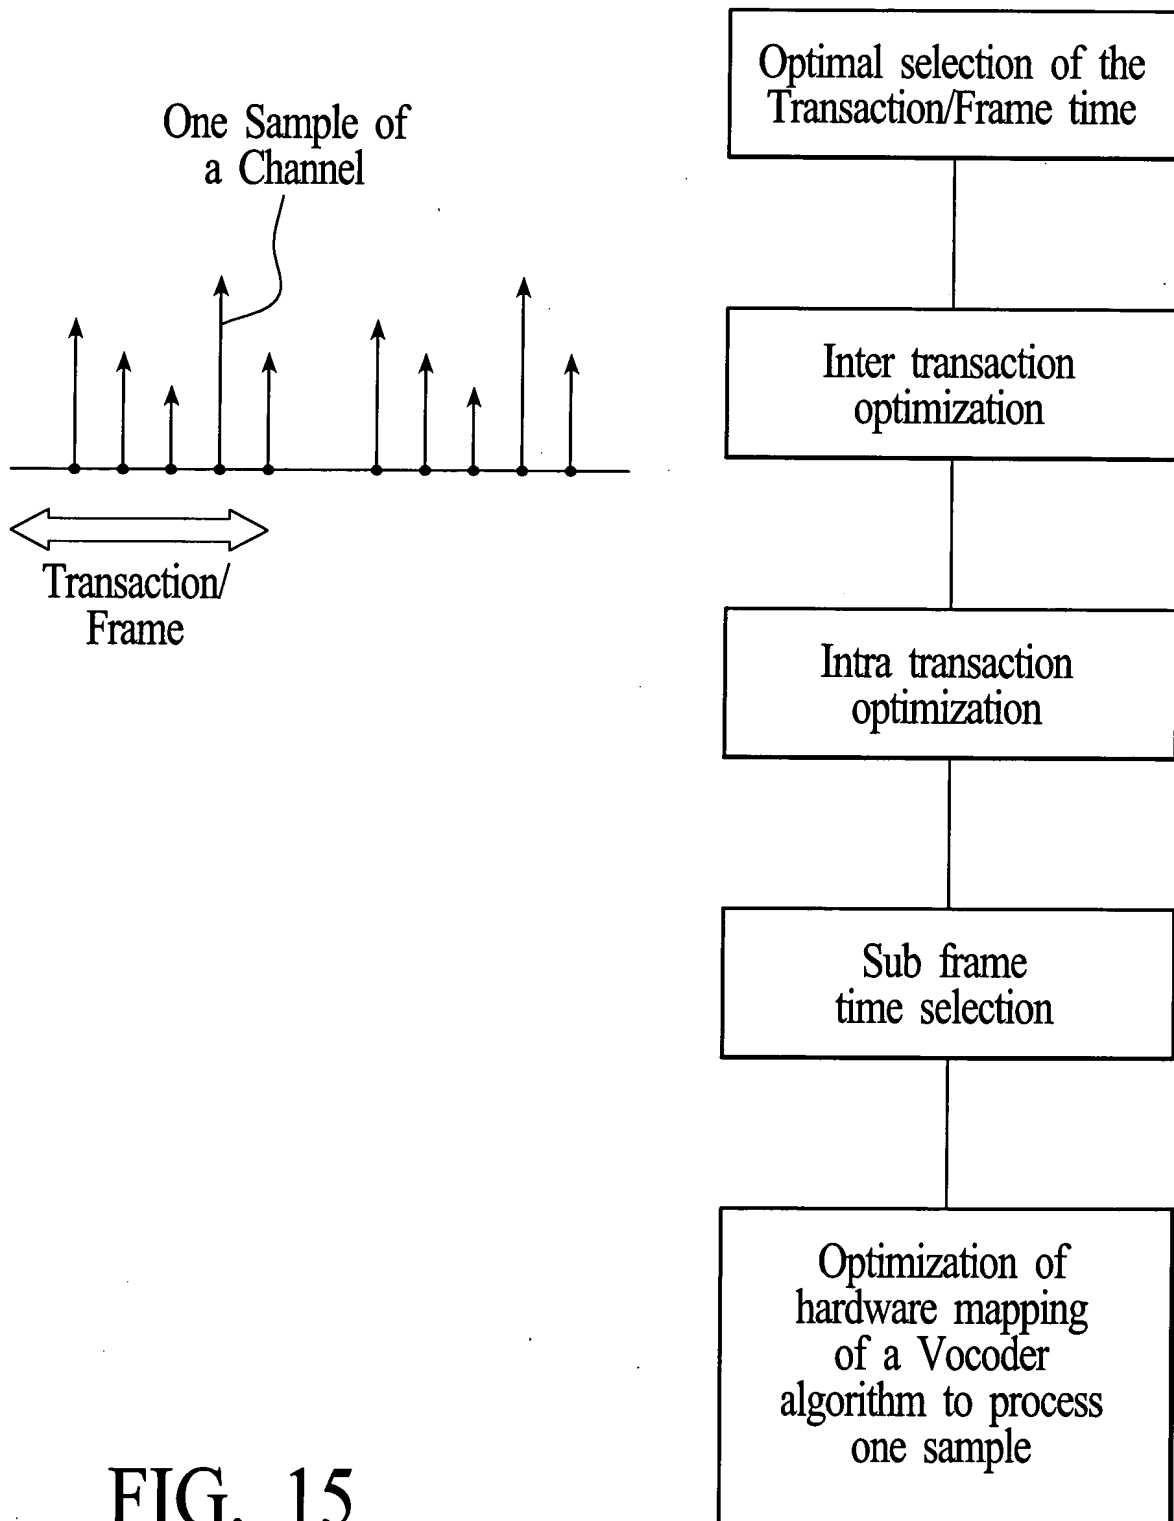 One Sample of
a Channel
Transaction/
Frame
Optimal selection of the
Transaction/Frame time
Inter transaction
optimization
Intra transaction
optimization
Sub frame
time selection
Optimization of
hardware mapping
of a Vocoder
algorithm to process
one sample
FIG. 15